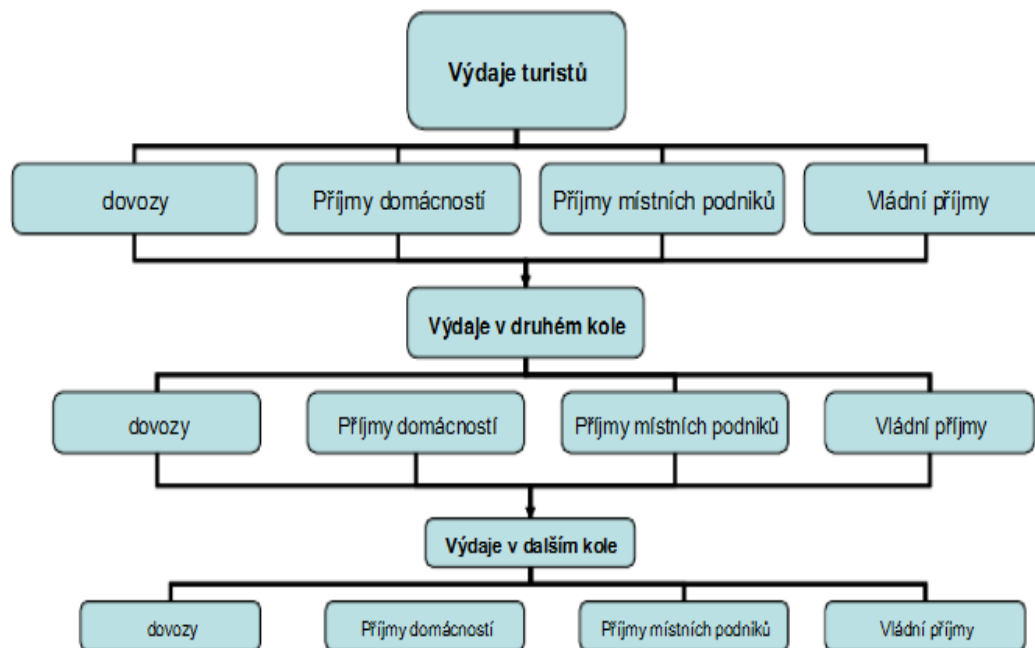 Výdaje turistů
dovozy
Příjmy domácností
Příjmy místních podniků
Vládní příjmy
Výdaje v druhém kole
dovozy
Příjmy domácností
Příjmy místních podniků
Vládní příjmy
Výdaje v dalším kole
dovozy
Příjmy domácností
Příjmy místních podniků
Vládní příjmy